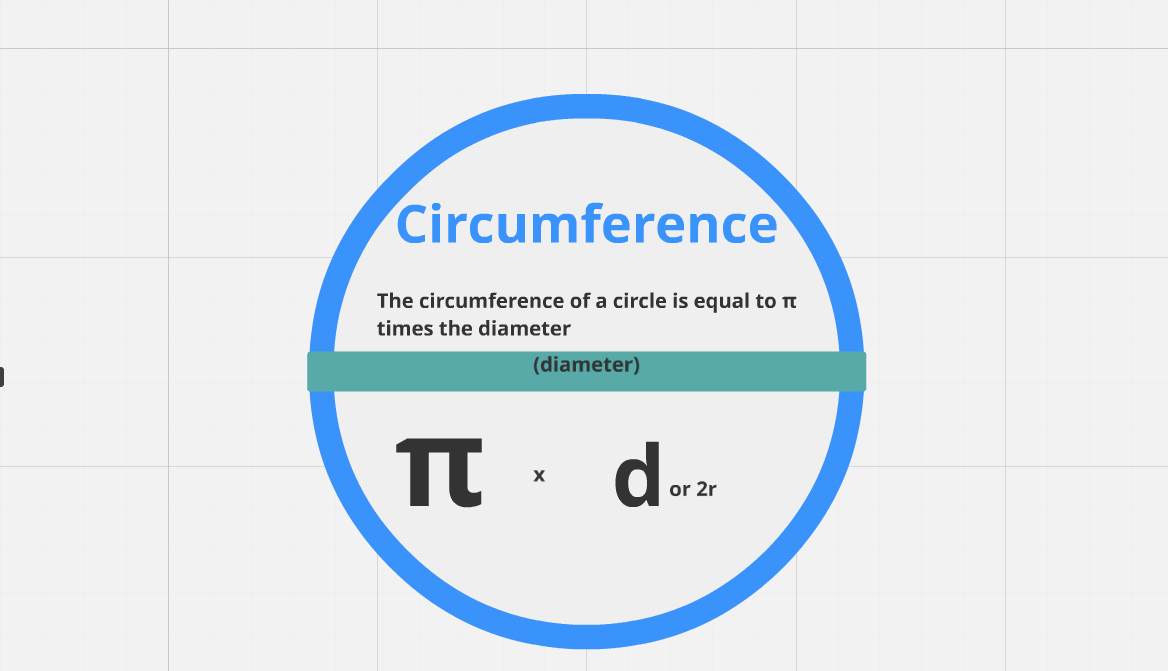 Circumference
The circumference of a circle is equal to π
times the diameter
(diameter)
π x d or 2r